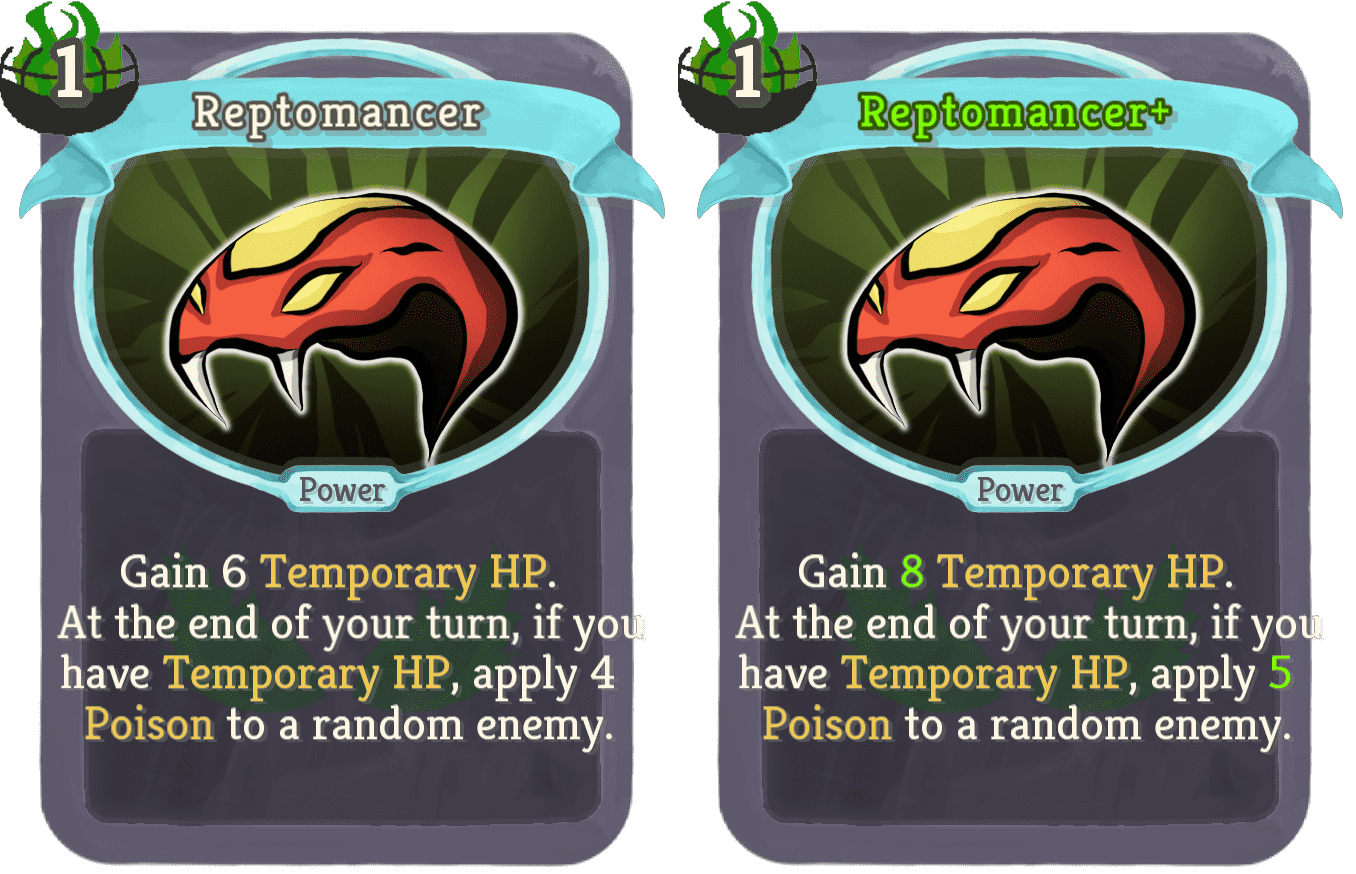 1
Reptomancer
Power
Gain 6 Temporary HP.
At the end of your turn, if you
have Temporary HP, apply 4
Poison to a random enemy.
1
Reptomancer+
Power
Gain 8 Temporary HP.
At the end of your turn, if you
have Temporary HP, apply 5
Poison to a random enemy.